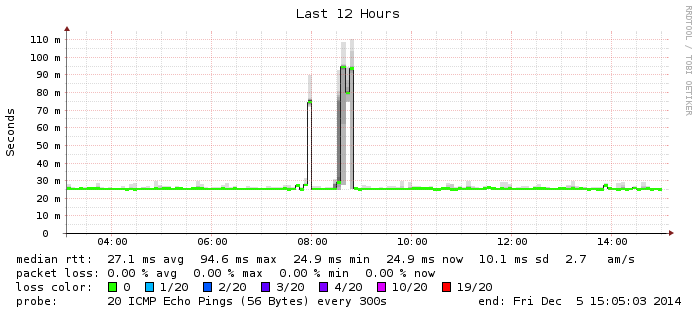 Last 12 Hours
RRDTOOL / TOBI OETIKER
Seconds
110 m
100 m
90 m
80 m
70 m
60 m
50 m
40 m
30 m
20 m
10 m
0
04:00 06:00 08:00 10:00 12:00 14:00
median rtt: 27.1 ms avg 94.6 ms max 24.9 ms min 24.9 ms now 10.1 ms sd 2.7 am/s
packet loss: 0.00 % avg 0.00 % max 0.00 % min 0.00 % now
loss color: 0 1/20 2/20 3/20 4/20 10/20 19/20
probe: 20 ICMP Echo Pings (56 Bytes) every 300s end: Fri Dec 5 15:05:03 2014